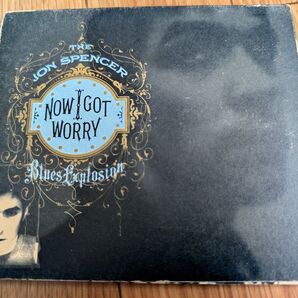 THE
JON SPENCER
NOW I GOT
WORRY
Blues Explosion